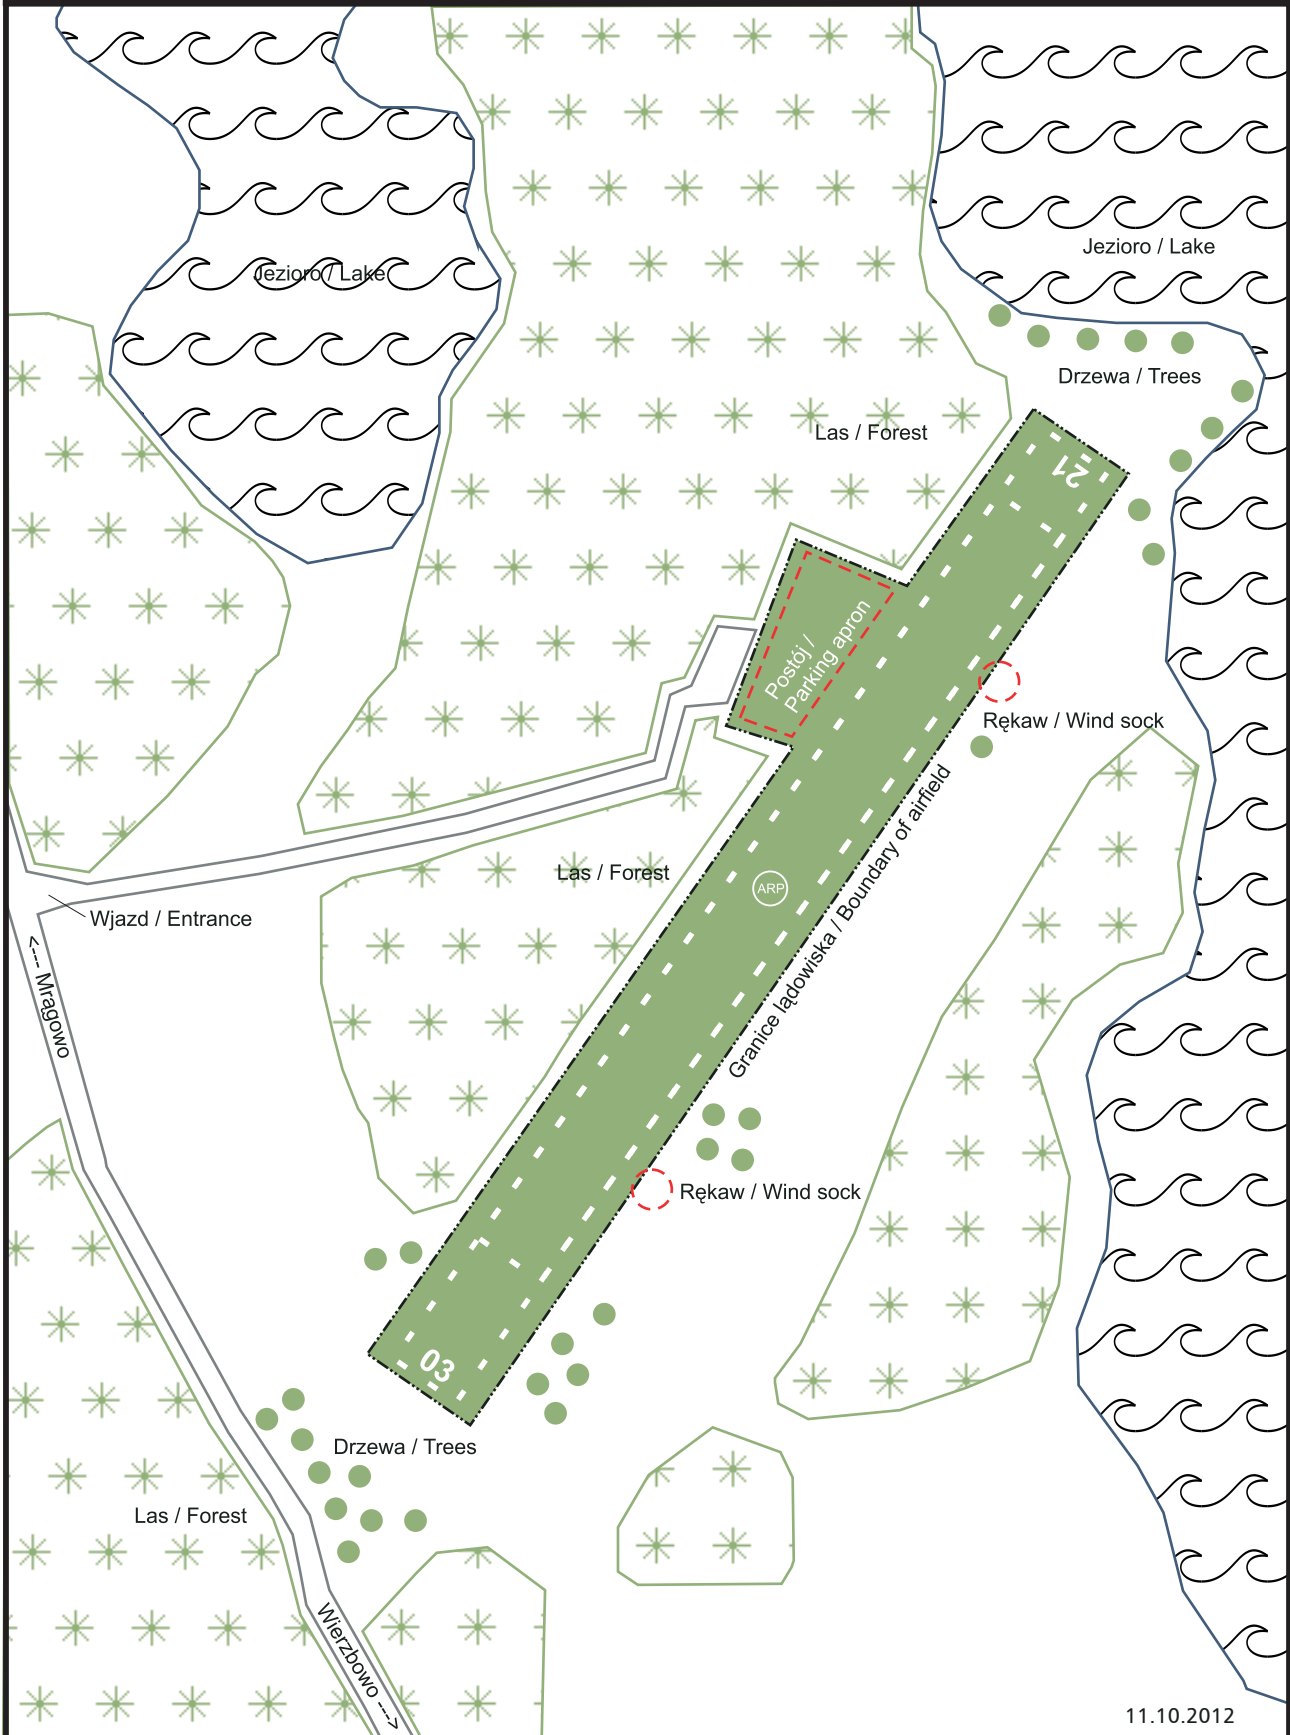 Jezioro / Lake
Jezioro / Lake
Drzewa / Trees
Las / Forest
21
Postój /
Parking apron
Rękaw / Wind sock
Las / Forest
ARP
Granice lądowiska / Boundary of airfield
Wjazd / Entrance
<--- Mrągowo
Rękaw / Wind sock
03
Drzewa / Trees
Las / Forest
Wierzbowo --->
11.10.2012